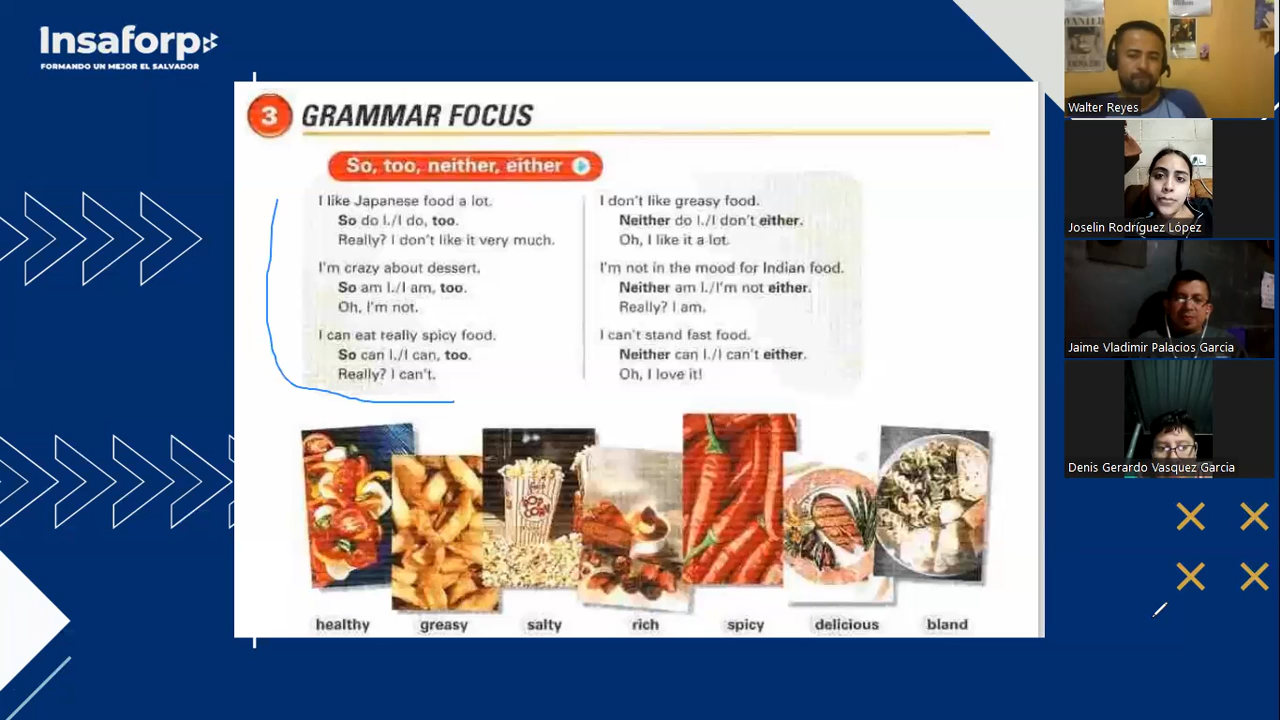 Insaforp
FORMANDO UN MEJOR EL SALVADOR
3 GRAMMAR FOCUS
So, too, neither, either
I like Japanese food a lot.
So do I./I do, too.
Really? I don't like it very much.
I'm crazy about dessert.
So am I./I am, too.
Oh, I'm not.
I can eat really spicy food.
So can I./I can, too.
Really? I can't.
I don't like greasy food.
Neither do I./I don't either.
Oh, I like it a lot.
I'm not in the mood for Indian food.
Neither am I./I'm not either.
Really? I am.
I can't stand fast food.
Neither can I./I can't either.
Oh, I love it!
POP
CORN
healthy greasy salty rich spicy delicious bland
WANTED
Walter Reyes
Joselin Rodríguez López
Jaime Vladimir Palacios Garcia
Denis Gerardo Vasquez Garcia